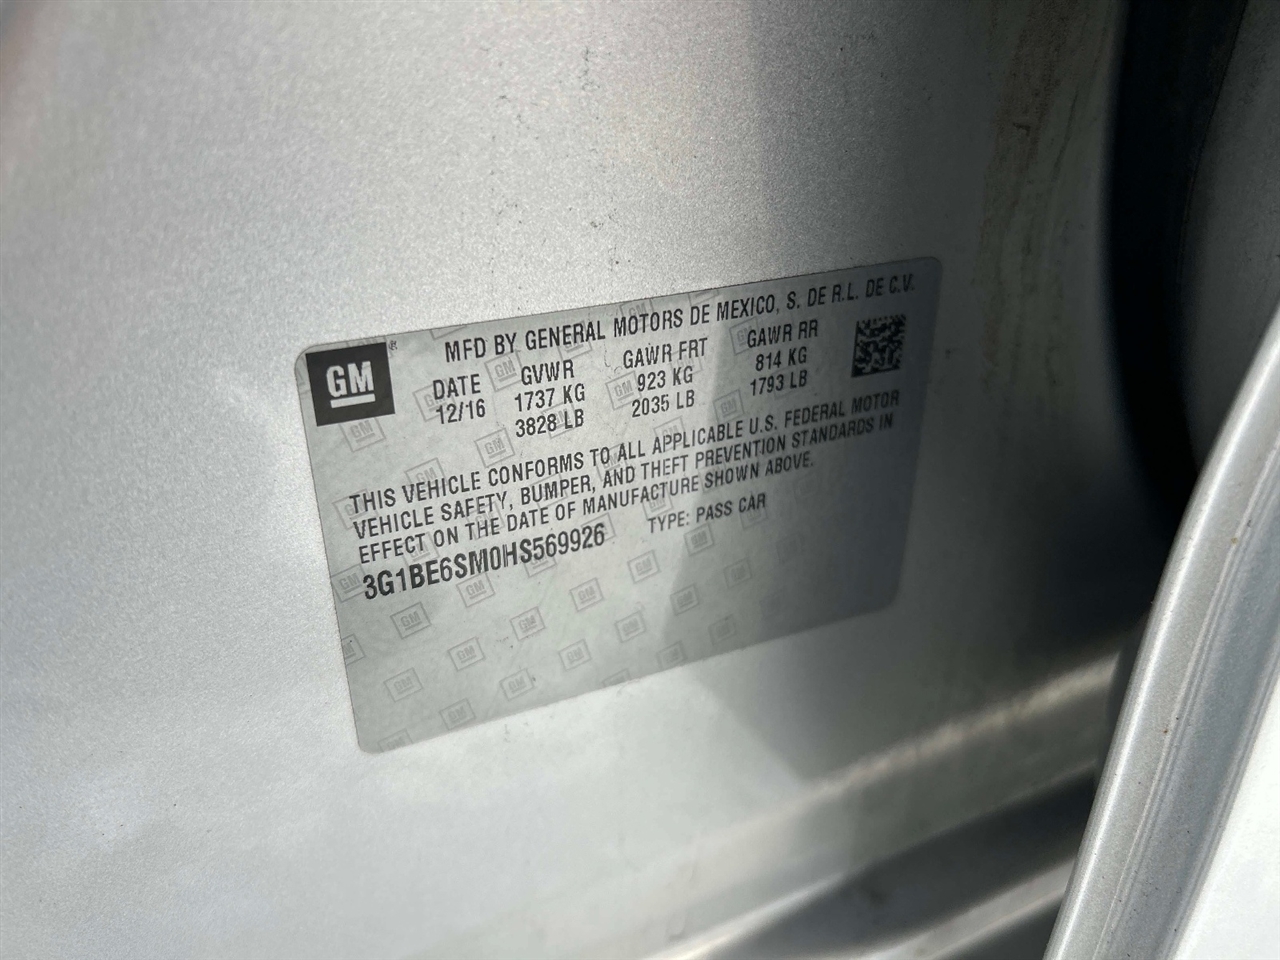 GM
MFD BY GENERAL MOTORS DE MEXICO, S. DE R.L. DE C.V.
DATE GVWR GAWR FRT GAWR RR
12/16 1737 KG 923 KG 814 KG
3828 LB 2035 LB 1793 LB
THIS VEHICLE CONFORMS TO ALL APPLICABLE U.S. FEDERAL MOTOR
VEHICLE SAFETY, BUMPER, AND THEFT PREVENTION STANDARDS IN
EFFECT ON THE DATE OF MANUFACTURE SHOWN ABOVE.
3G1BE6SM0HS569926 TYPE: PASS CAR